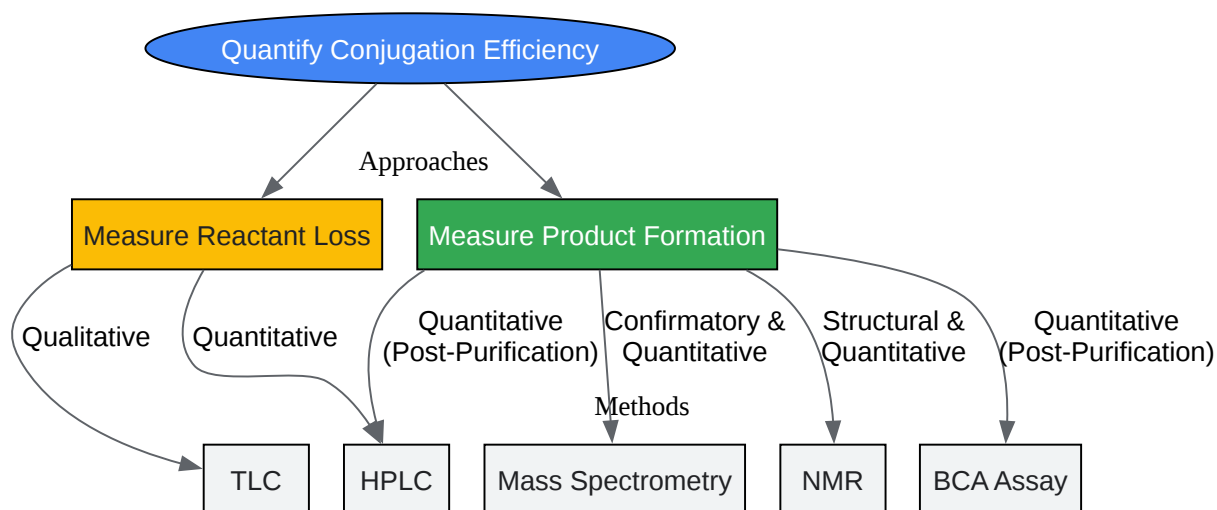 Quantify Conjugation Efficiency
Approaches
Measure Reactant Loss
Measure Product Formation
Qualitative
Quantitative
Quantitative
(Post-Purification)
Confirmatory &
Quantitative
Structural &
Quantitative
Quantitative
(Post-Purification)
Methods
TLC
HPLC
Mass Spectrometry
NMR
BCA Assay